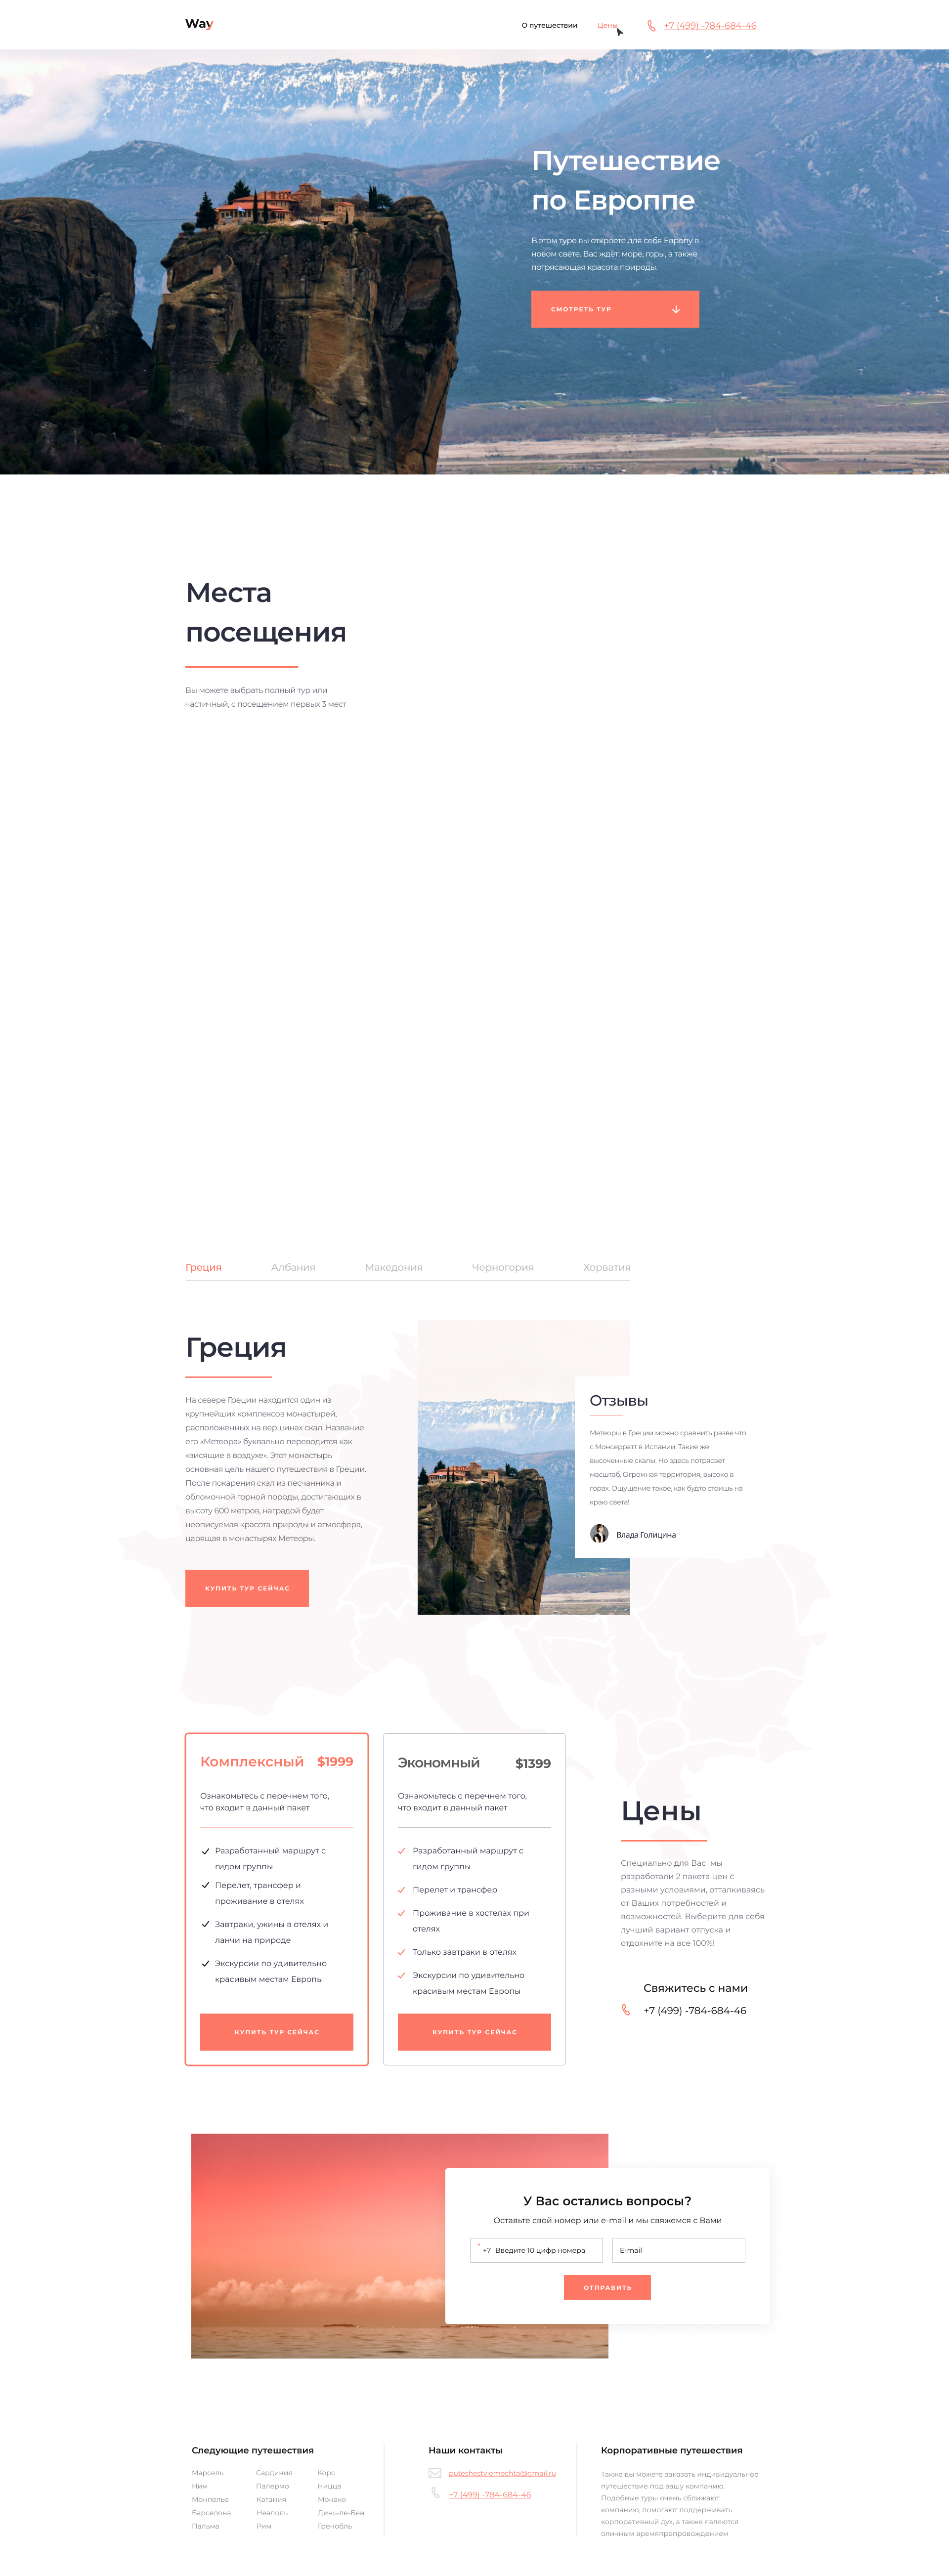 Way
О путешествии
Цены
+7 (499) -784-684-46
Путешествие
по Европпе
В этом туре вы откроете для себя Европу в
новом свете. Вас ждёт: море, горы, а также
потрясающая красота природы.
СМОТРЕТЬ ТУР
Места
посещения
Вы можете выбрать полный тур или
частичный, с посещением первых 3 мест
Греция
Албания
Македония
Черногория
Хорватия
Греция
На севере Греции находится один из
крупнейших комплексов монастырей,
расположенных на вершинах скал. Название
его «Метеора» буквально переводится как
«висящие в воздухе». Этот монастырь
основная цель нашего путешествия в Греции.
После покарения скал из песчанника и
обломочной горной породы, достигающих в
высоту 600 метров, наградой будет
неописуемая красота природы и атмосфера,
царящая в монастырях Метеоры.
КУПИТЬ ТУР СЕЙЧАС
Отзывы
Метеоры в Греции можно сравнить разве что
с Монсерратт в Испании. Такие же
высоченные скалы. Но здесь потрясает
масштаб. Огромная территория, высоко в
горах. Ощущение такое, как будто стоишь на
краю света!
Влада Голицина
Комплексный $1999
Ознакомьтесь с перечнем того,
что входит в данный пакет
Разработанный маршрут с
гидом группы
Перелет, трансфер и
проживание в отелях
Завтраки, ужины в отелях и
ланчи на природе
Экскурсии по удивительно
красивым местам Европы
КУПИТЬ ТУР СЕЙЧАС
Экономный $1399
Ознакомьтесь с перечнем того,
что входит в данный пакет
Разработанный маршрут с
гидом группы
Перелет и трансфер
Проживание в хостелах при
отелях
Только завтраки в отелях
Экскурсии по удивительно
красивым местам Европы
КУПИТЬ ТУР СЕЙЧАС
Цены
Специально для Вас мы
разработали 2 пакета цен с
разными условиями, отталкиваясь
от Ваших потребностей и
возможностей. Выберите для себя
лучший вариант отпуска и
отдохните на все 100%!
Свяжитесь с нами
+7 (499) -784-684-46
У Вас остались вопросы?
Оставьте свой номер или e-mail и мы свяжемся с Вами
* +7 Введите 10 цифр номера
E-mail
ОТПРАВИТЬ
Следующие путешествия
Марсель
Ним
Монпелье
Барселона
Пальма
Сардиния
Палермо
Катания
Неаполь
Рим
Корс
Ницца
Монако
Динь-ле-Бен
Гренобль
Наши контакты
puteshestviemechta@gmail.ru
+7 (499) -784-684-46
Корпоративные путешествия
Также вы можете заказать индивидуальное
путешествие под вашу компанию.
Подобные туры очень сближают
компанию, помогают поддерживать
корпоративный дух, а также являются
оличным времяпрепровождением